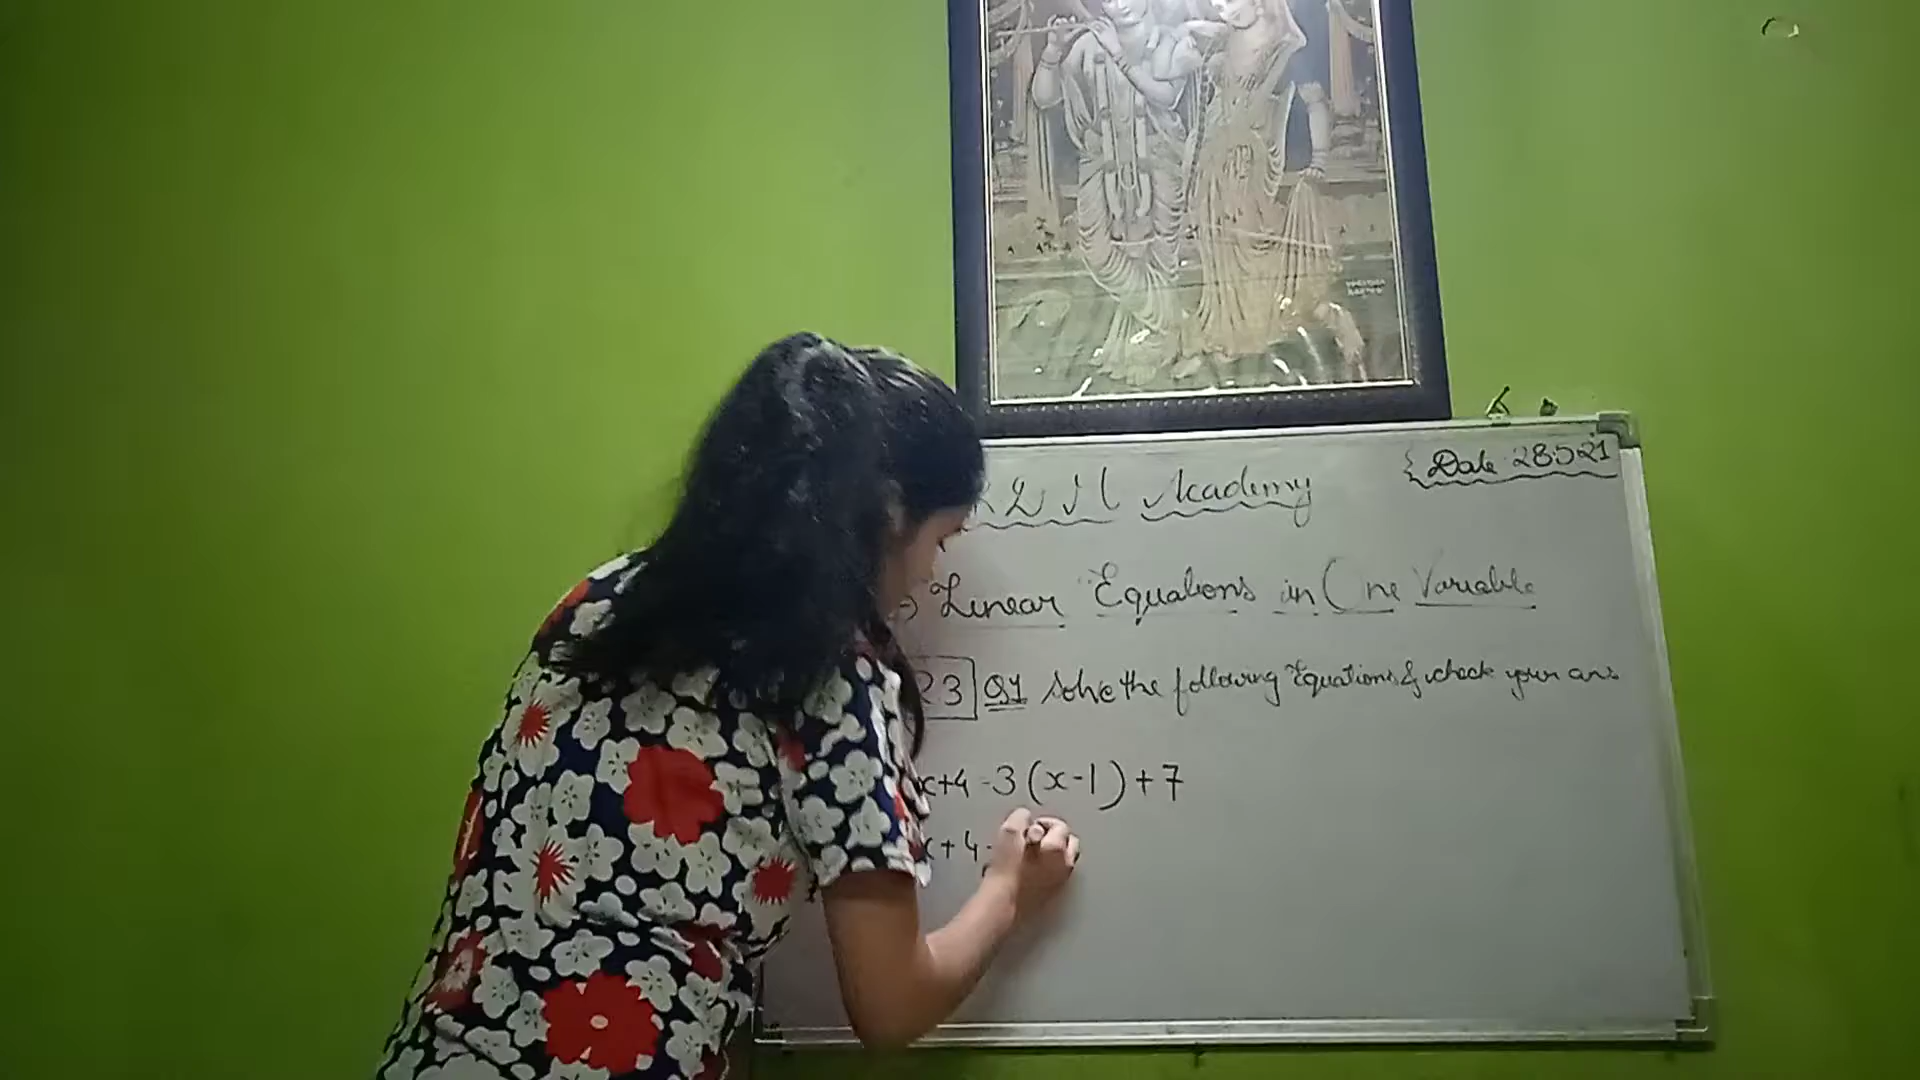 Academy
Date 28.5.21
Linear Equations in One Variable
23 Q1 Solve the following Equations & check your ans
x+4-3(x-1)+7
x+4-